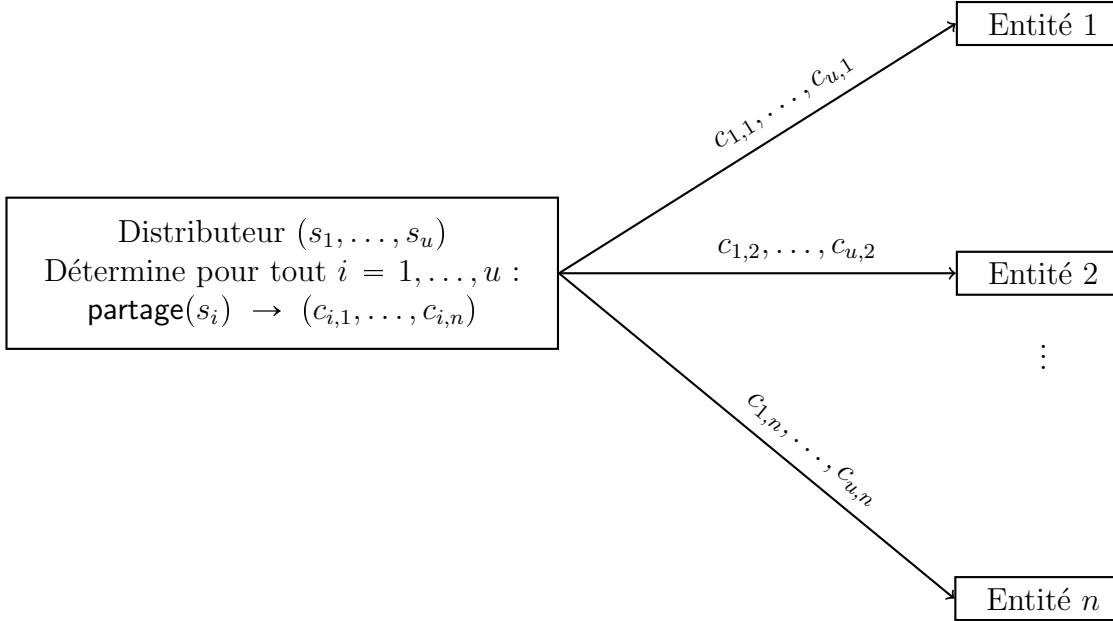 Entité 1
c_{1,1}, . . . , c_{u,1}
Distributeur (s_1, . . . , s_u)
Détermine pour tout i = 1, . . . , u :
partage(s_i) → (c_{i,1}, . . . , c_{i,n})
c_{1,2}, . . . , c_{u,2}
Entité 2
⋮
c_{1,n}, . . . , c_{u,n}
Entité n